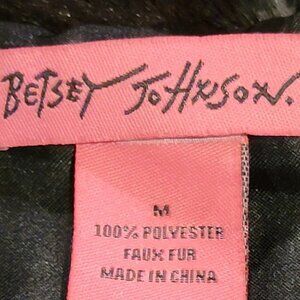 BETSEY JOHNSON.
M
100% POLYESTER
FAUX FUR
MADE IN CHINA